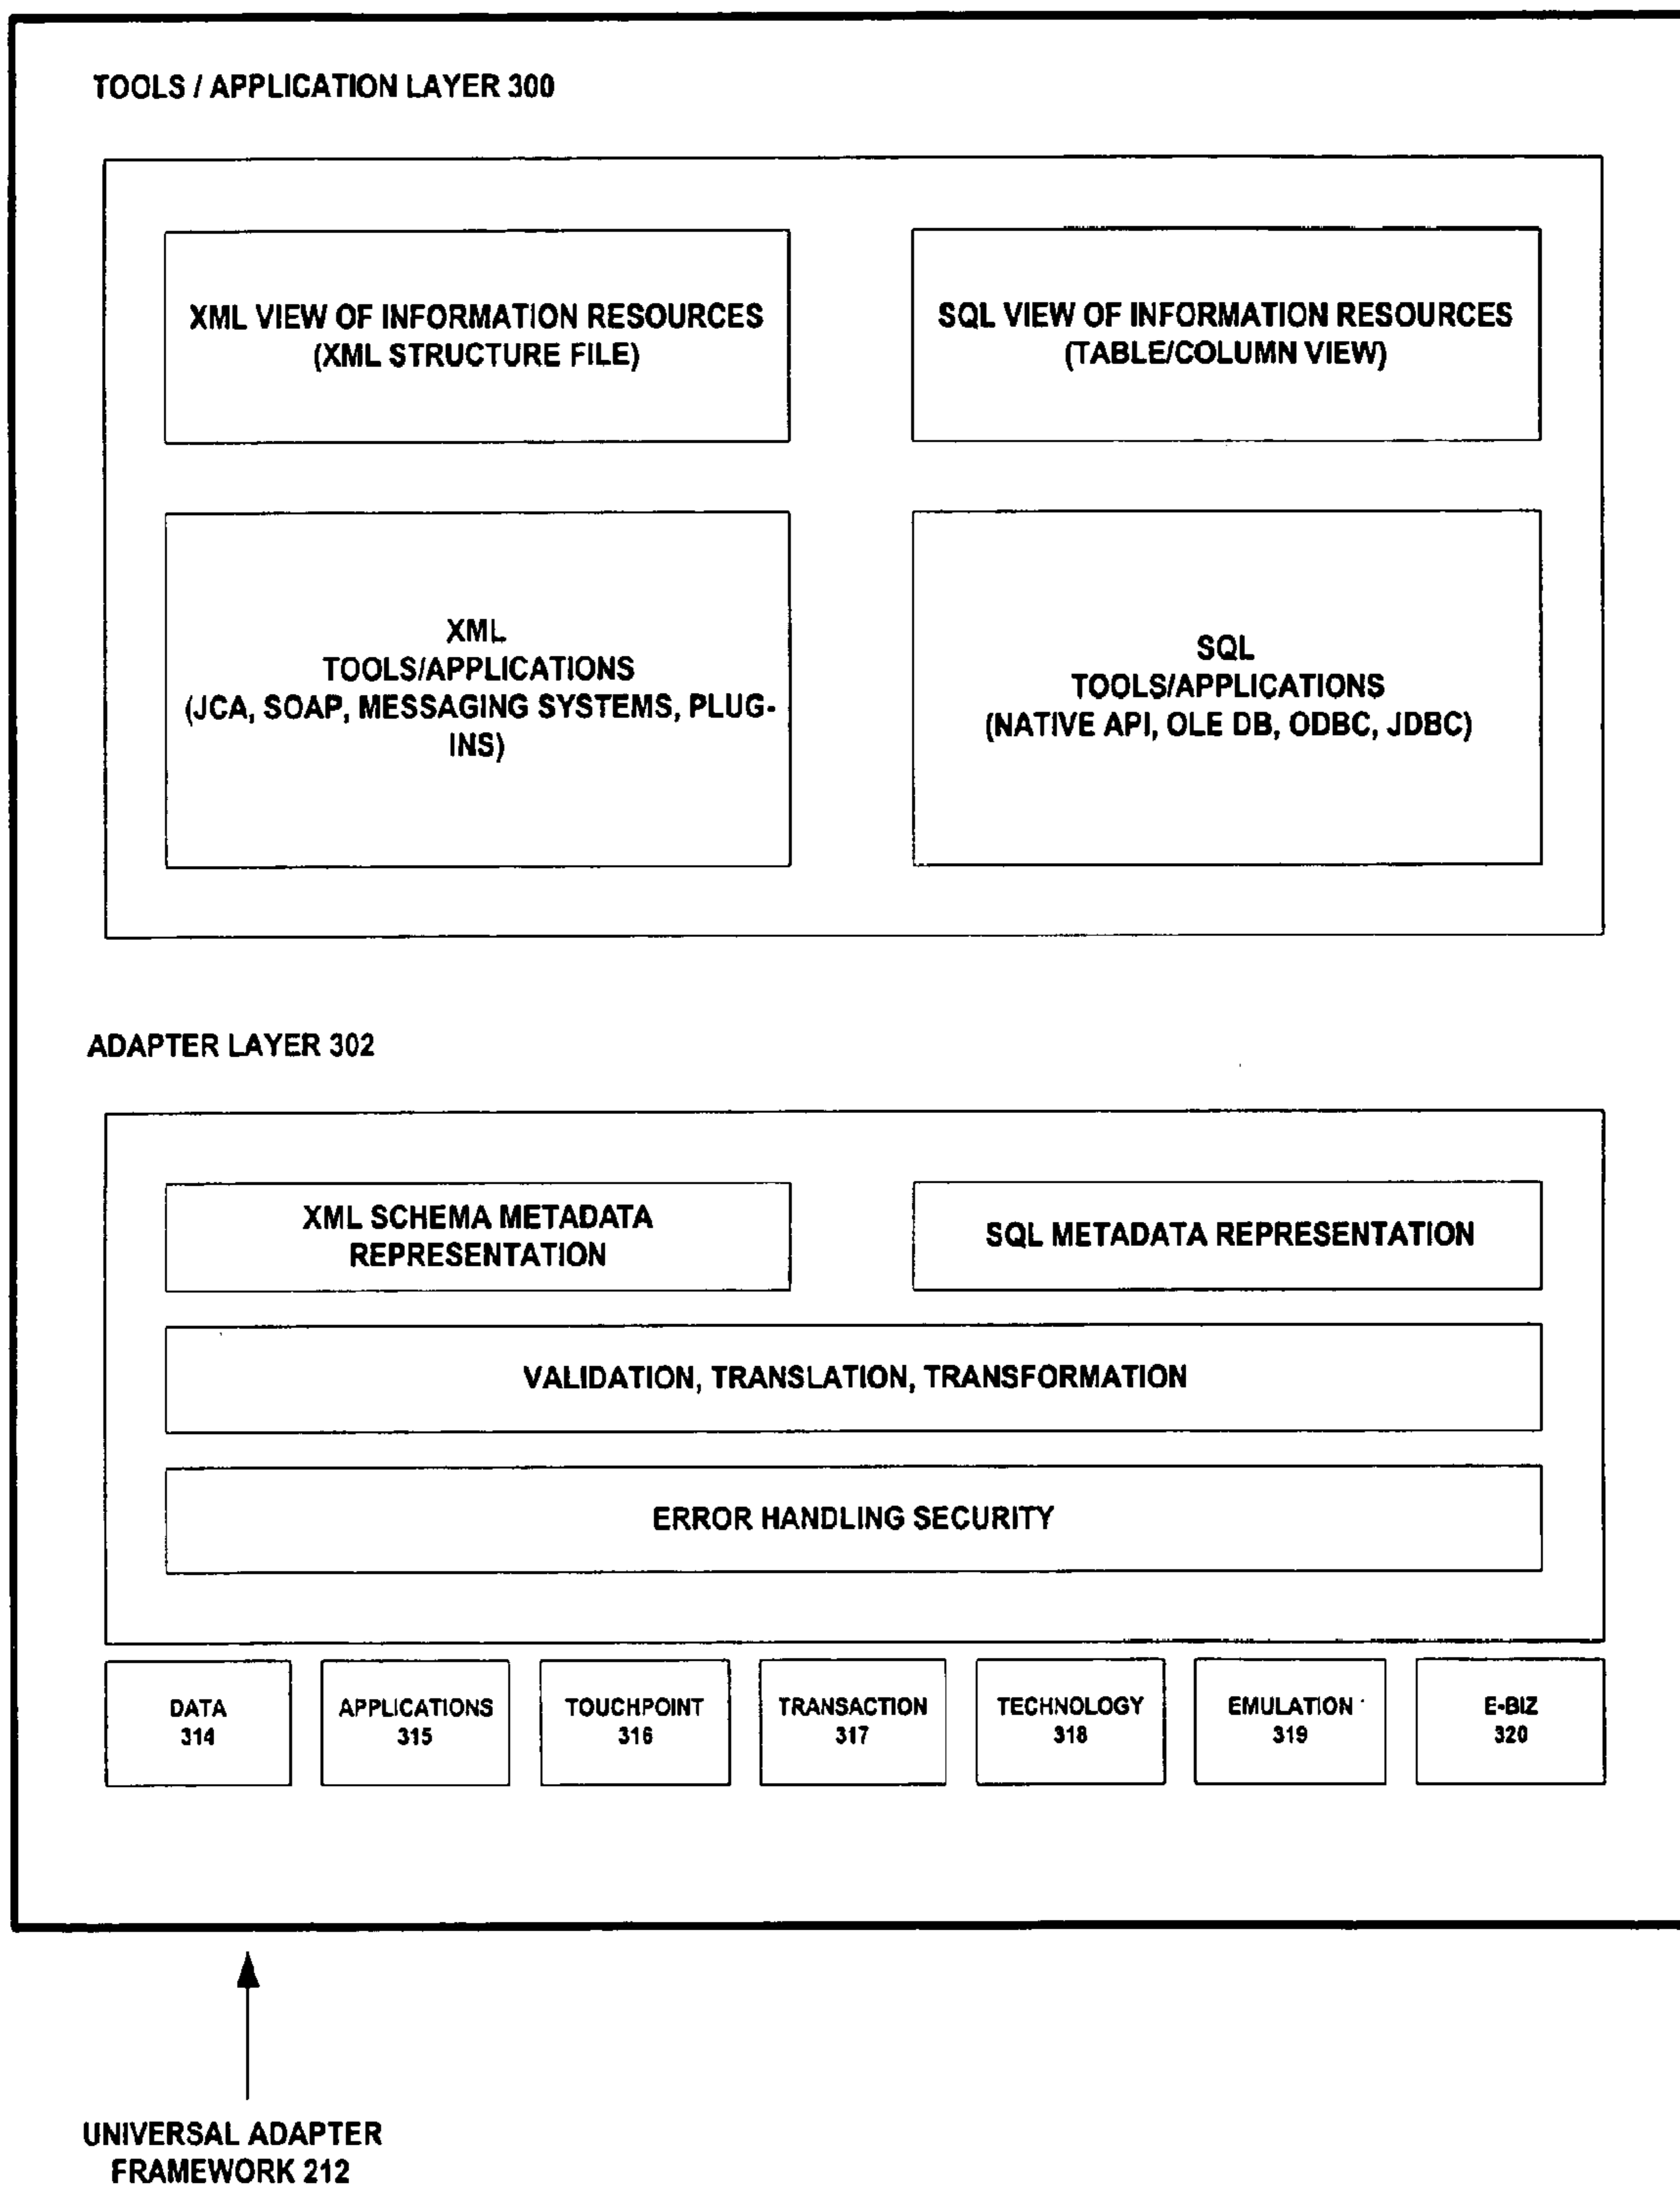 TOOLS / APPLICATION LAYER 300
XML VIEW OF INFORMATION RESOURCES
(XML STRUCTURE FILE)
SQL VIEW OF INFORMATION RESOURCES
(TABLE/COLUMN VIEW)
XML
TOOLS/APPLICATIONS
(JCA, SOAP, MESSAGING SYSTEMS, PLUG-
INS)
SQL
TOOLS/APPLICATIONS
(NATIVE API, OLE DB, ODBC, JDBC)
ADAPTER LAYER 302
XML SCHEMA METADATA
REPRESENTATION
SQL METADATA REPRESENTATION
VALIDATION, TRANSLATION, TRANSFORMATION
ERROR HANDLING SECURITY
DATA
314
APPLICATIONS
315
TOUCHPOINT
316
TRANSACTION
317
TECHNOLOGY
318
EMULATION
319
E-BIZ
320
UNIVERSAL ADAPTER
FRAMEWORK 212